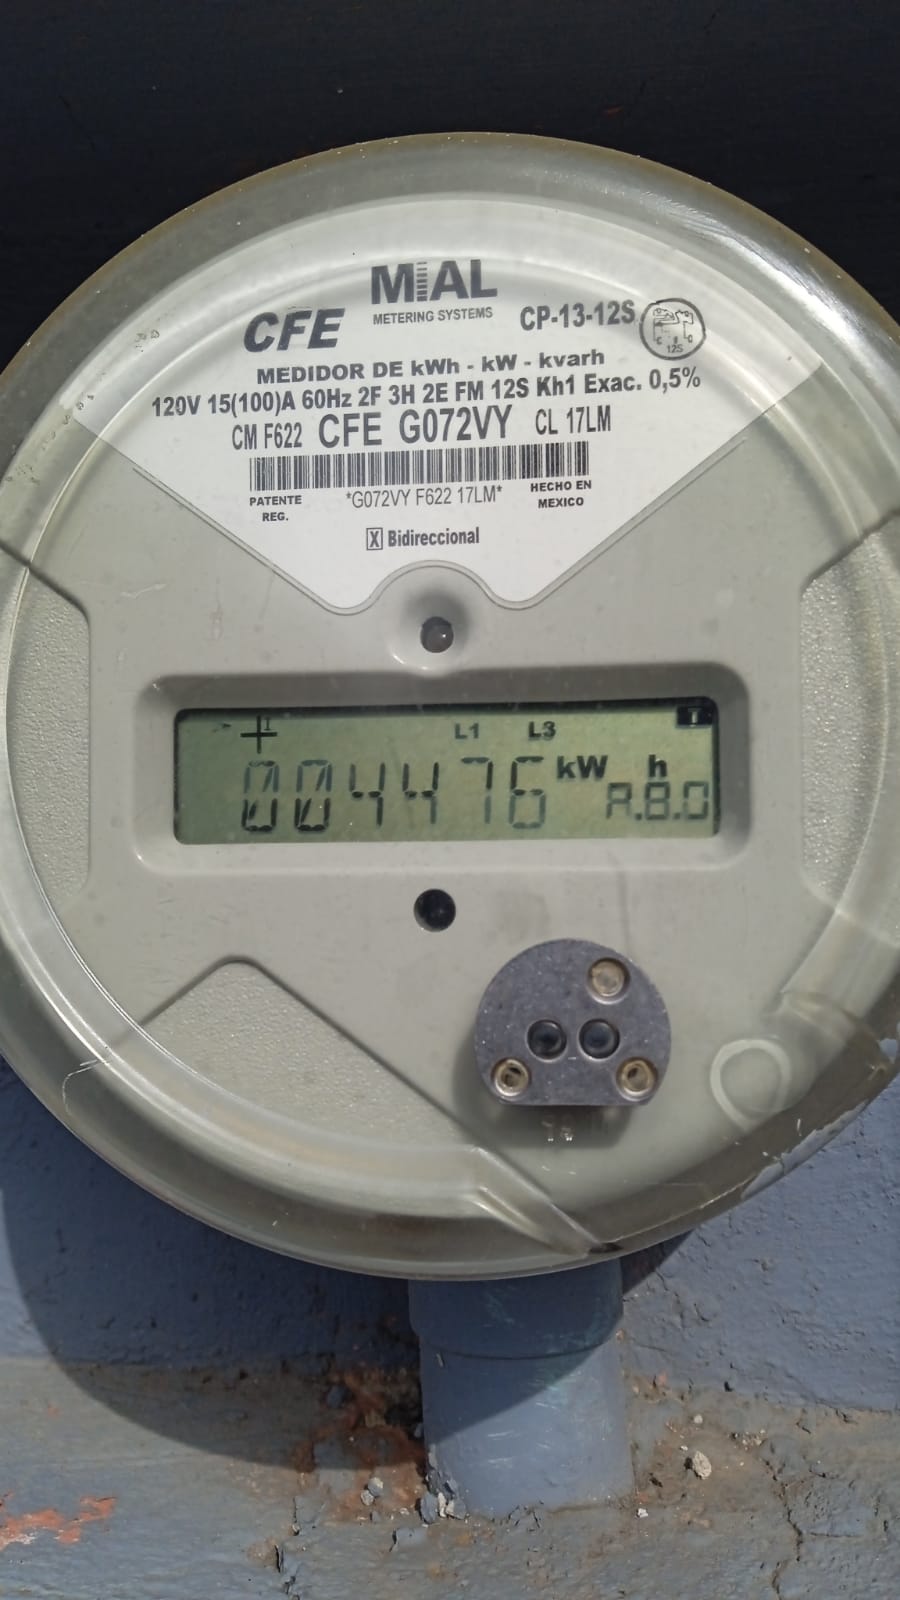 MIAL
METERING SYSTEMS
CFE
CP-13-12S
12S
MEDIDOR DE kWh - kW - kvarh
120V 15(100)A 60Hz 2F 3H 2E FM 12S Kh1 Exac. 0,5%
CM F622 CFE G072VY CL 17LM
PATENTE REG.
*G072VY F622 17LM*
HECHO EN MEXICO
X Bidireccional
L1 L3 T
004476 kW h A.8.0